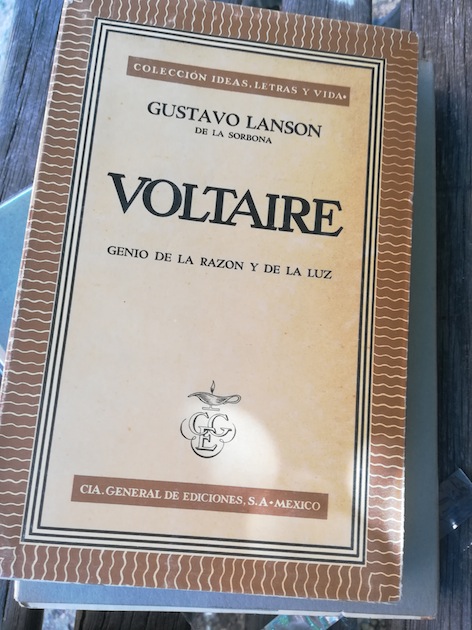 COLECCIÓN IDEAS, LETRAS Y VIDA•
GUSTAVO LANSON
DE LA SORBONA
VOLTAIRE
GENIO DE LA RAZON Y DE LA LUZ
CGE
CIA. GENERAL DE EDICIONES, S.A•MEXICO